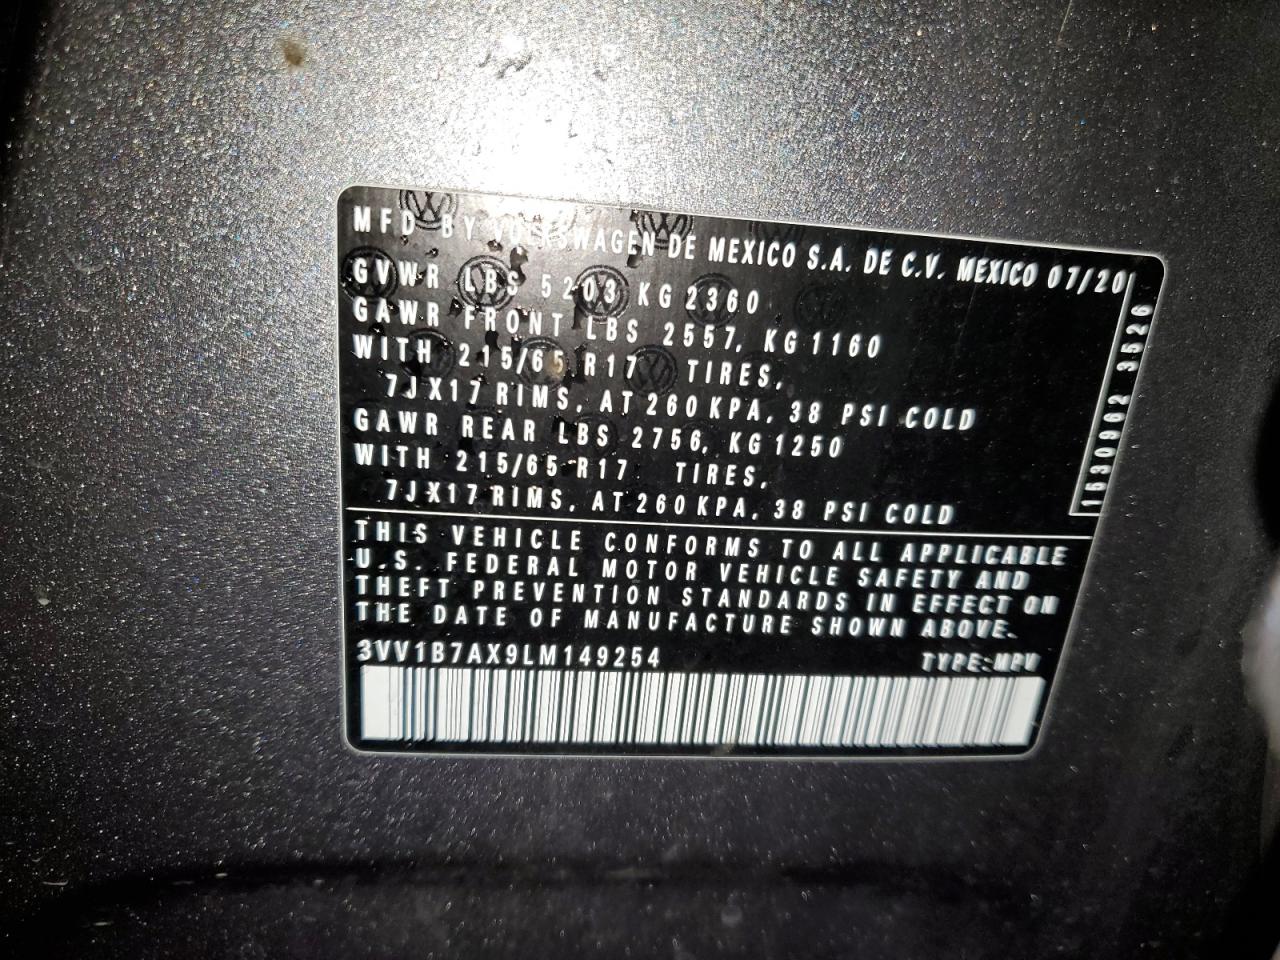 MFD BY VOLKSWAGEN DE MEXICO S.A. DE C.V. MEXICO 07/20
GVWR LBS 5203 KG 2360
GAWR FRONT LBS 2557, KG 1160
WITH 215/65 R17 TIRES,
7JX17 RIMS, AT 260 KPA, 38 PSI COLD
GAWR REAR LBS 2756, KG 1250
WITH 215/65 R17 TIRES,
7JX17 RIMS, AT 260 KPA, 38 PSI COLD
1630962 3526
THIS VEHICLE CONFORMS TO ALL APPLICABLE
U.S. FEDERAL MOTOR VEHICLE SAFETY AND
THEFT PREVENTION STANDARDS IN EFFECT ON
THE DATE OF MANUFACTURE SHOWN ABOVE.
3VV1B7AX9LM149254 TYPE:MPV